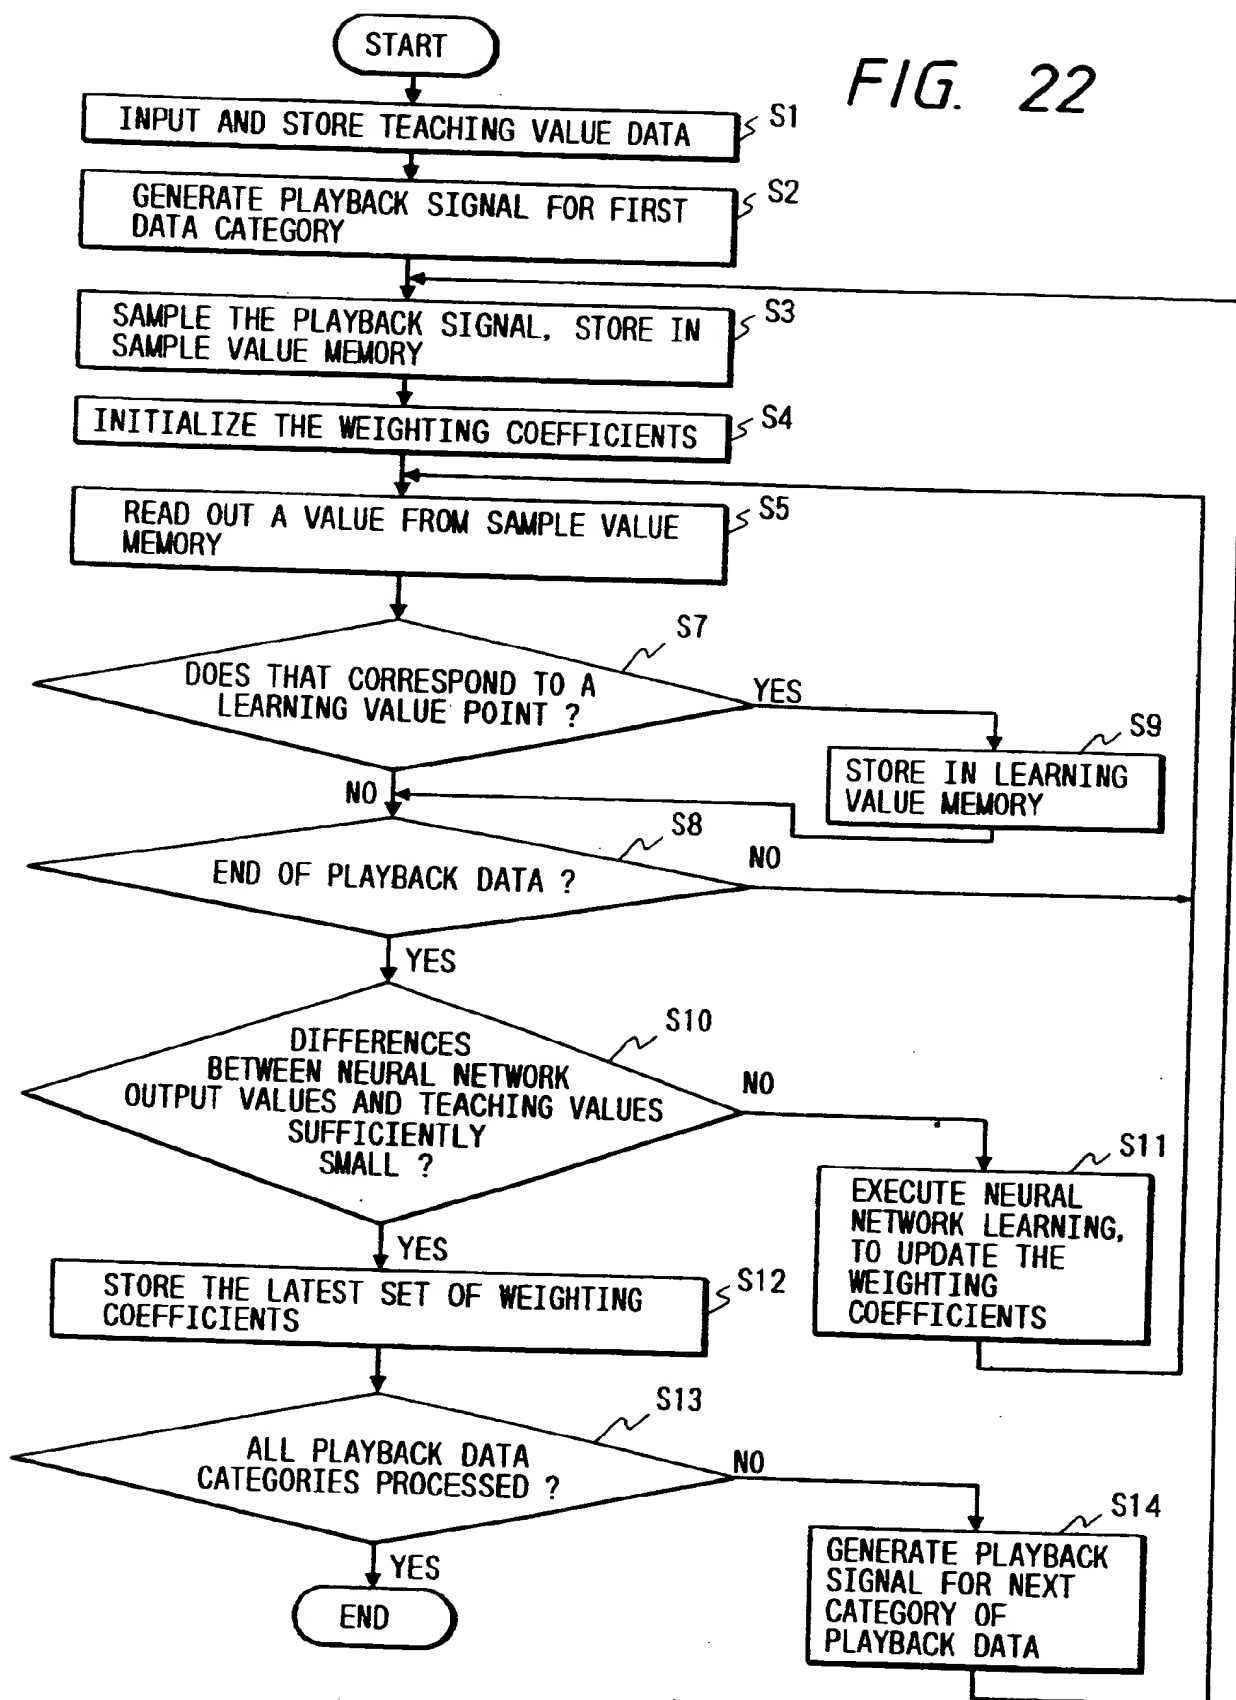 START
FIG. 22
INPUT AND STORE TEACHING VALUE DATA
S1
GENERATE PLAYBACK SIGNAL FOR FIRST
DATA CATEGORY
S2
SAMPLE THE PLAYBACK SIGNAL, STORE IN
SAMPLE VALUE MEMORY
S3
INITIALIZE THE WEIGHTING COEFFICIENTS
S4
READ OUT A VALUE FROM SAMPLE VALUE
MEMORY
S5
S7
DOES THAT CORRESPOND TO A
LEARNING VALUE POINT ?
YES
S9
STORE IN LEARNING
VALUE MEMORY
NO
S8
END OF PLAYBACK DATA ?
NO
YES
S10
DIFFERENCES
BETWEEN NEURAL NETWORK
OUTPUT VALUES AND TEACHING VALUES
SUFFICIENTLY
SMALL ?
NO
S11
EXECUTE NEURAL
NETWORK LEARNING,
TO UPDATE THE
WEIGHTING
COEFFICIENTS
YES
STORE THE LATEST SET OF WEIGHTING
COEFFICIENTS
S12
S13
ALL PLAYBACK DATA
CATEGORIES PROCESSED ?
NO
S14
GENERATE PLAYBACK
SIGNAL FOR NEXT
CATEGORY OF
PLAYBACK DATA
YES
END